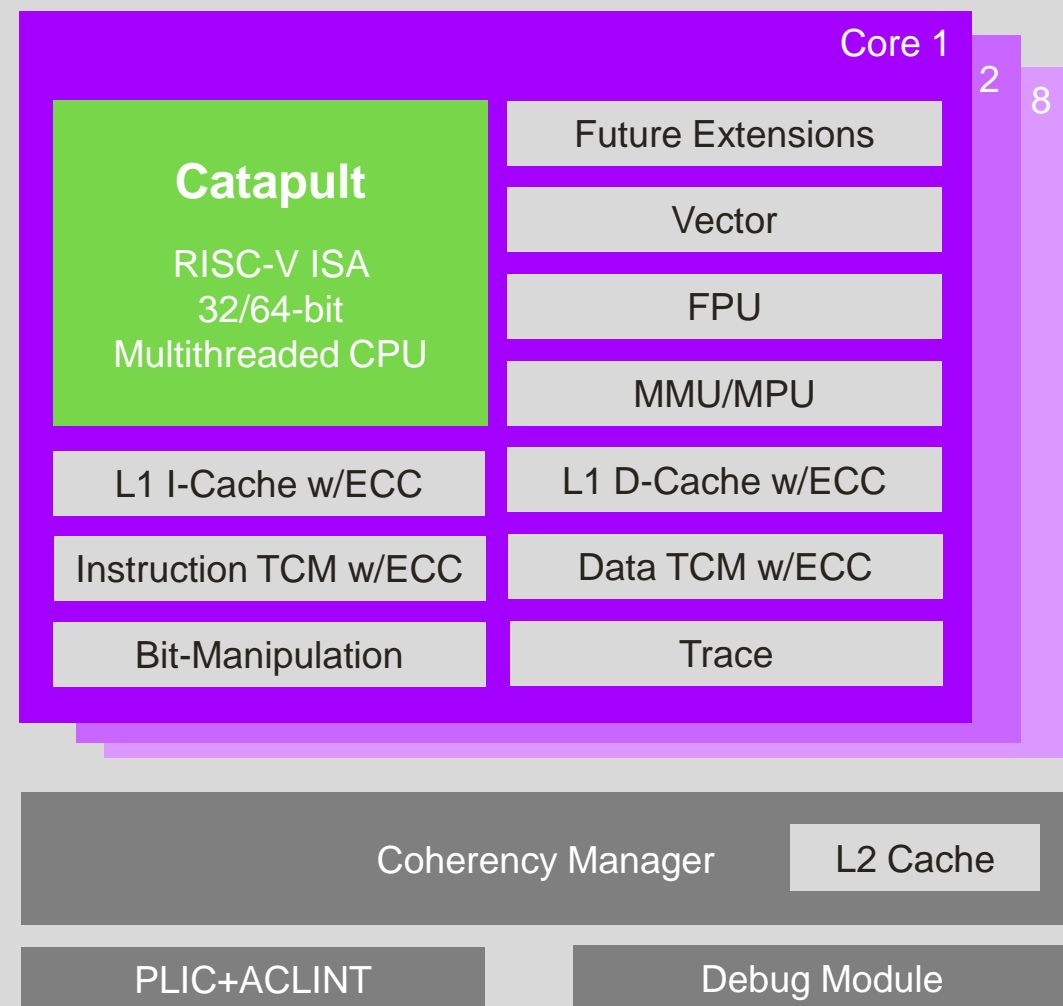 Core 1
2
8
Catapult
RISC-V ISA
32/64-bit
Multithreaded CPU
Future Extensions
Vector
FPU
MMU/MPU
L1 I-Cache w/ECC
L1 D-Cache w/ECC
Instruction TCM w/ECC
Data TCM w/ECC
Bit-Manipulation
Trace
Coherency Manager
L2 Cache
PLIC+ACLINT
Debug Module